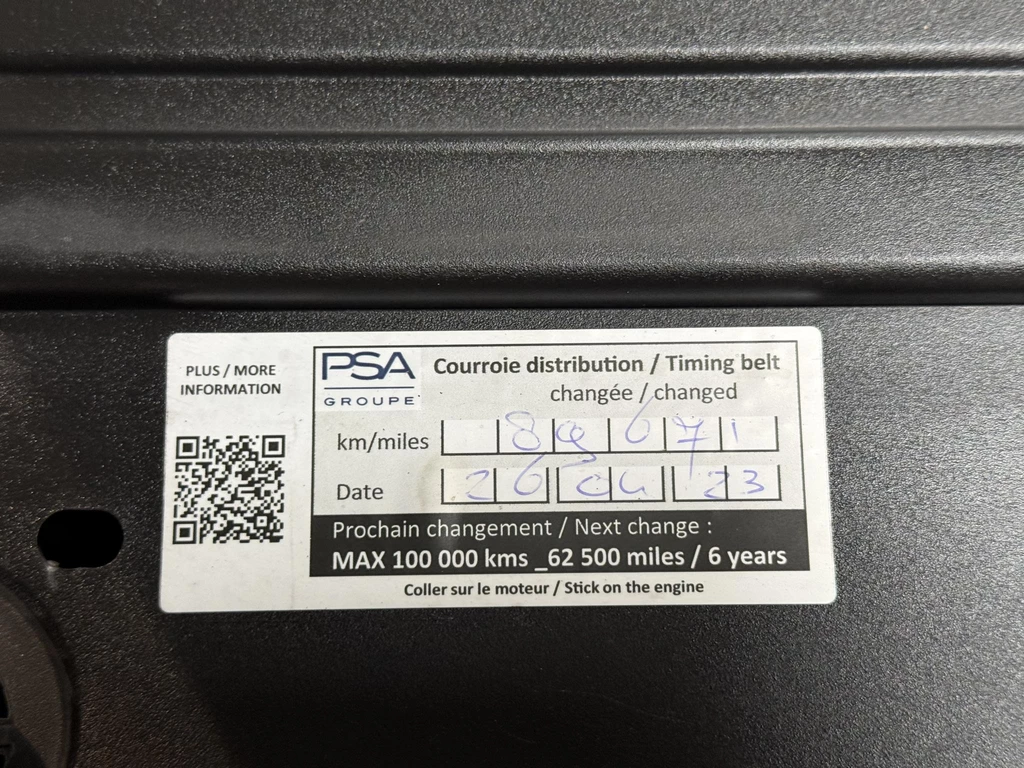 PLUS / MORE
INFORMATION
PSA
GROUPE
Courroie distribution / Timing belt
changée / changed
km/miles 89671
Date 26 04 23
Prochain changement / Next change :
MAX 100 000 kms _62 500 miles / 6 years
Coller sur le moteur / Stick on the engine